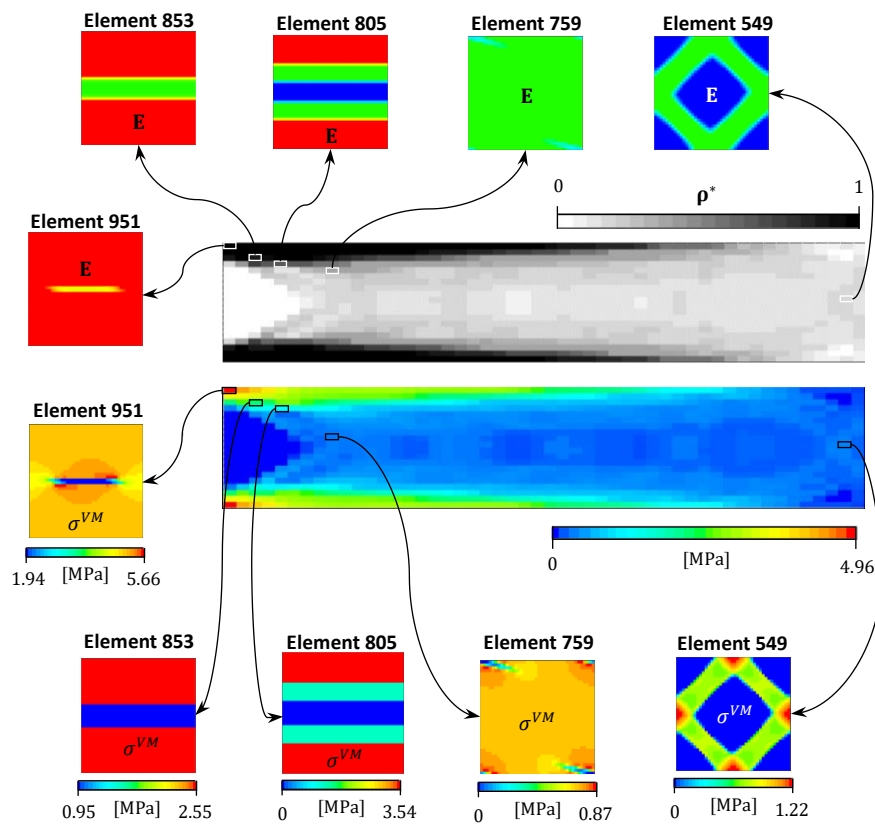 Element 853
Element 805
Element 759
Element 549
E
E
E
E
0
1
ρ*
Element 951
E
Element 951
σ^VM
[MPa]
1.94
5.66
[MPa]
0
4.96
Element 853
Element 805
Element 759
Element 549
σ^VM
σ^VM
σ^VM
σ^VM
0.95 [MPa] 2.55
0 [MPa] 3.54
0 [MPa] 0.87
0 [MPa] 1.22